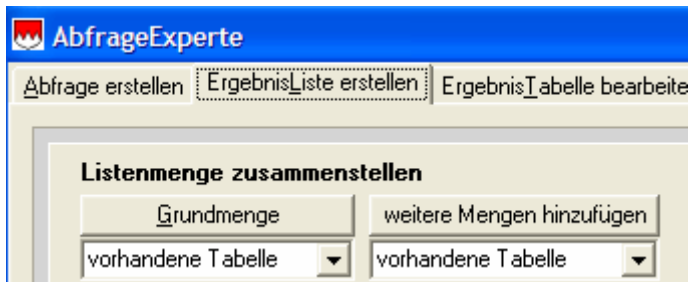 AbfrageExperte
Abfrage erstellen ErgebnisListe erstellen ErgebnisTabelle bearbeite
Listenmenge zusammenstellen
Grundmenge weitere Mengen hinzufügen
vorhandene Tabelle vorhandene Tabelle